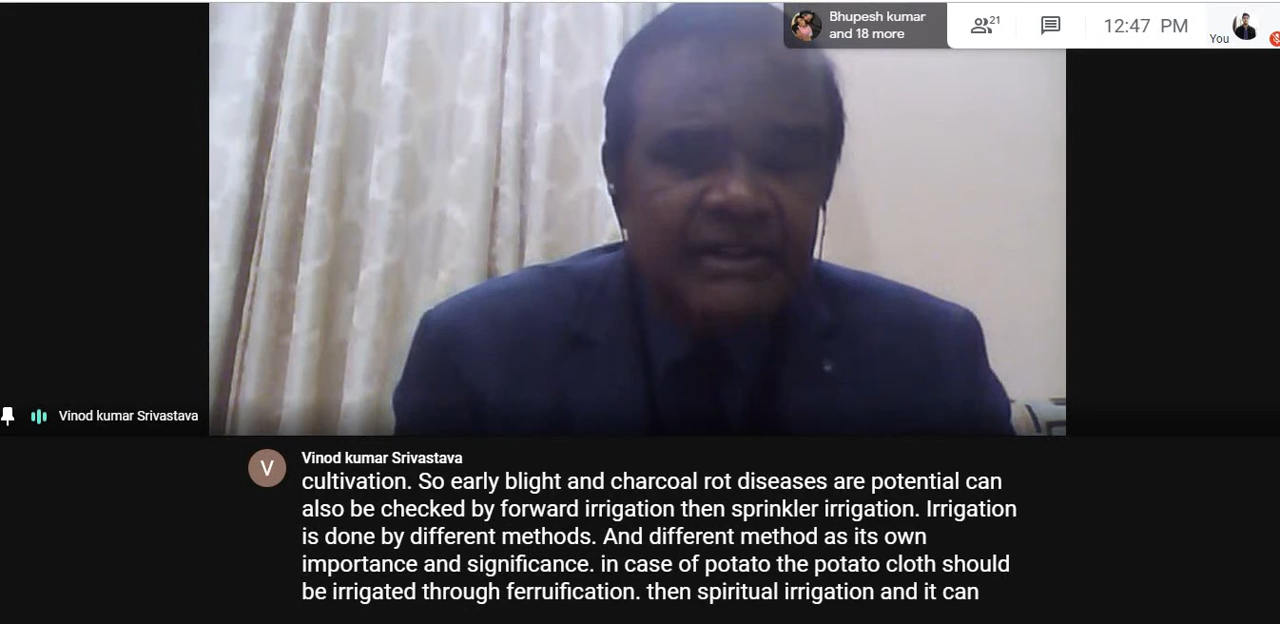 Bhupesh kumar
and 18 more
21
12:47 PM
You
Vinod kumar Srivastava
V
Vinod kumar Srivastava
cultivation. So early blight and charcoal rot diseases are potential can
also be checked by forward irrigation then sprinkler irrigation. Irrigation
is done by different methods. And different method as its own
importance and significance. in case of potato the potato cloth should
be irrigated through ferruification. then spiritual irrigation and it can